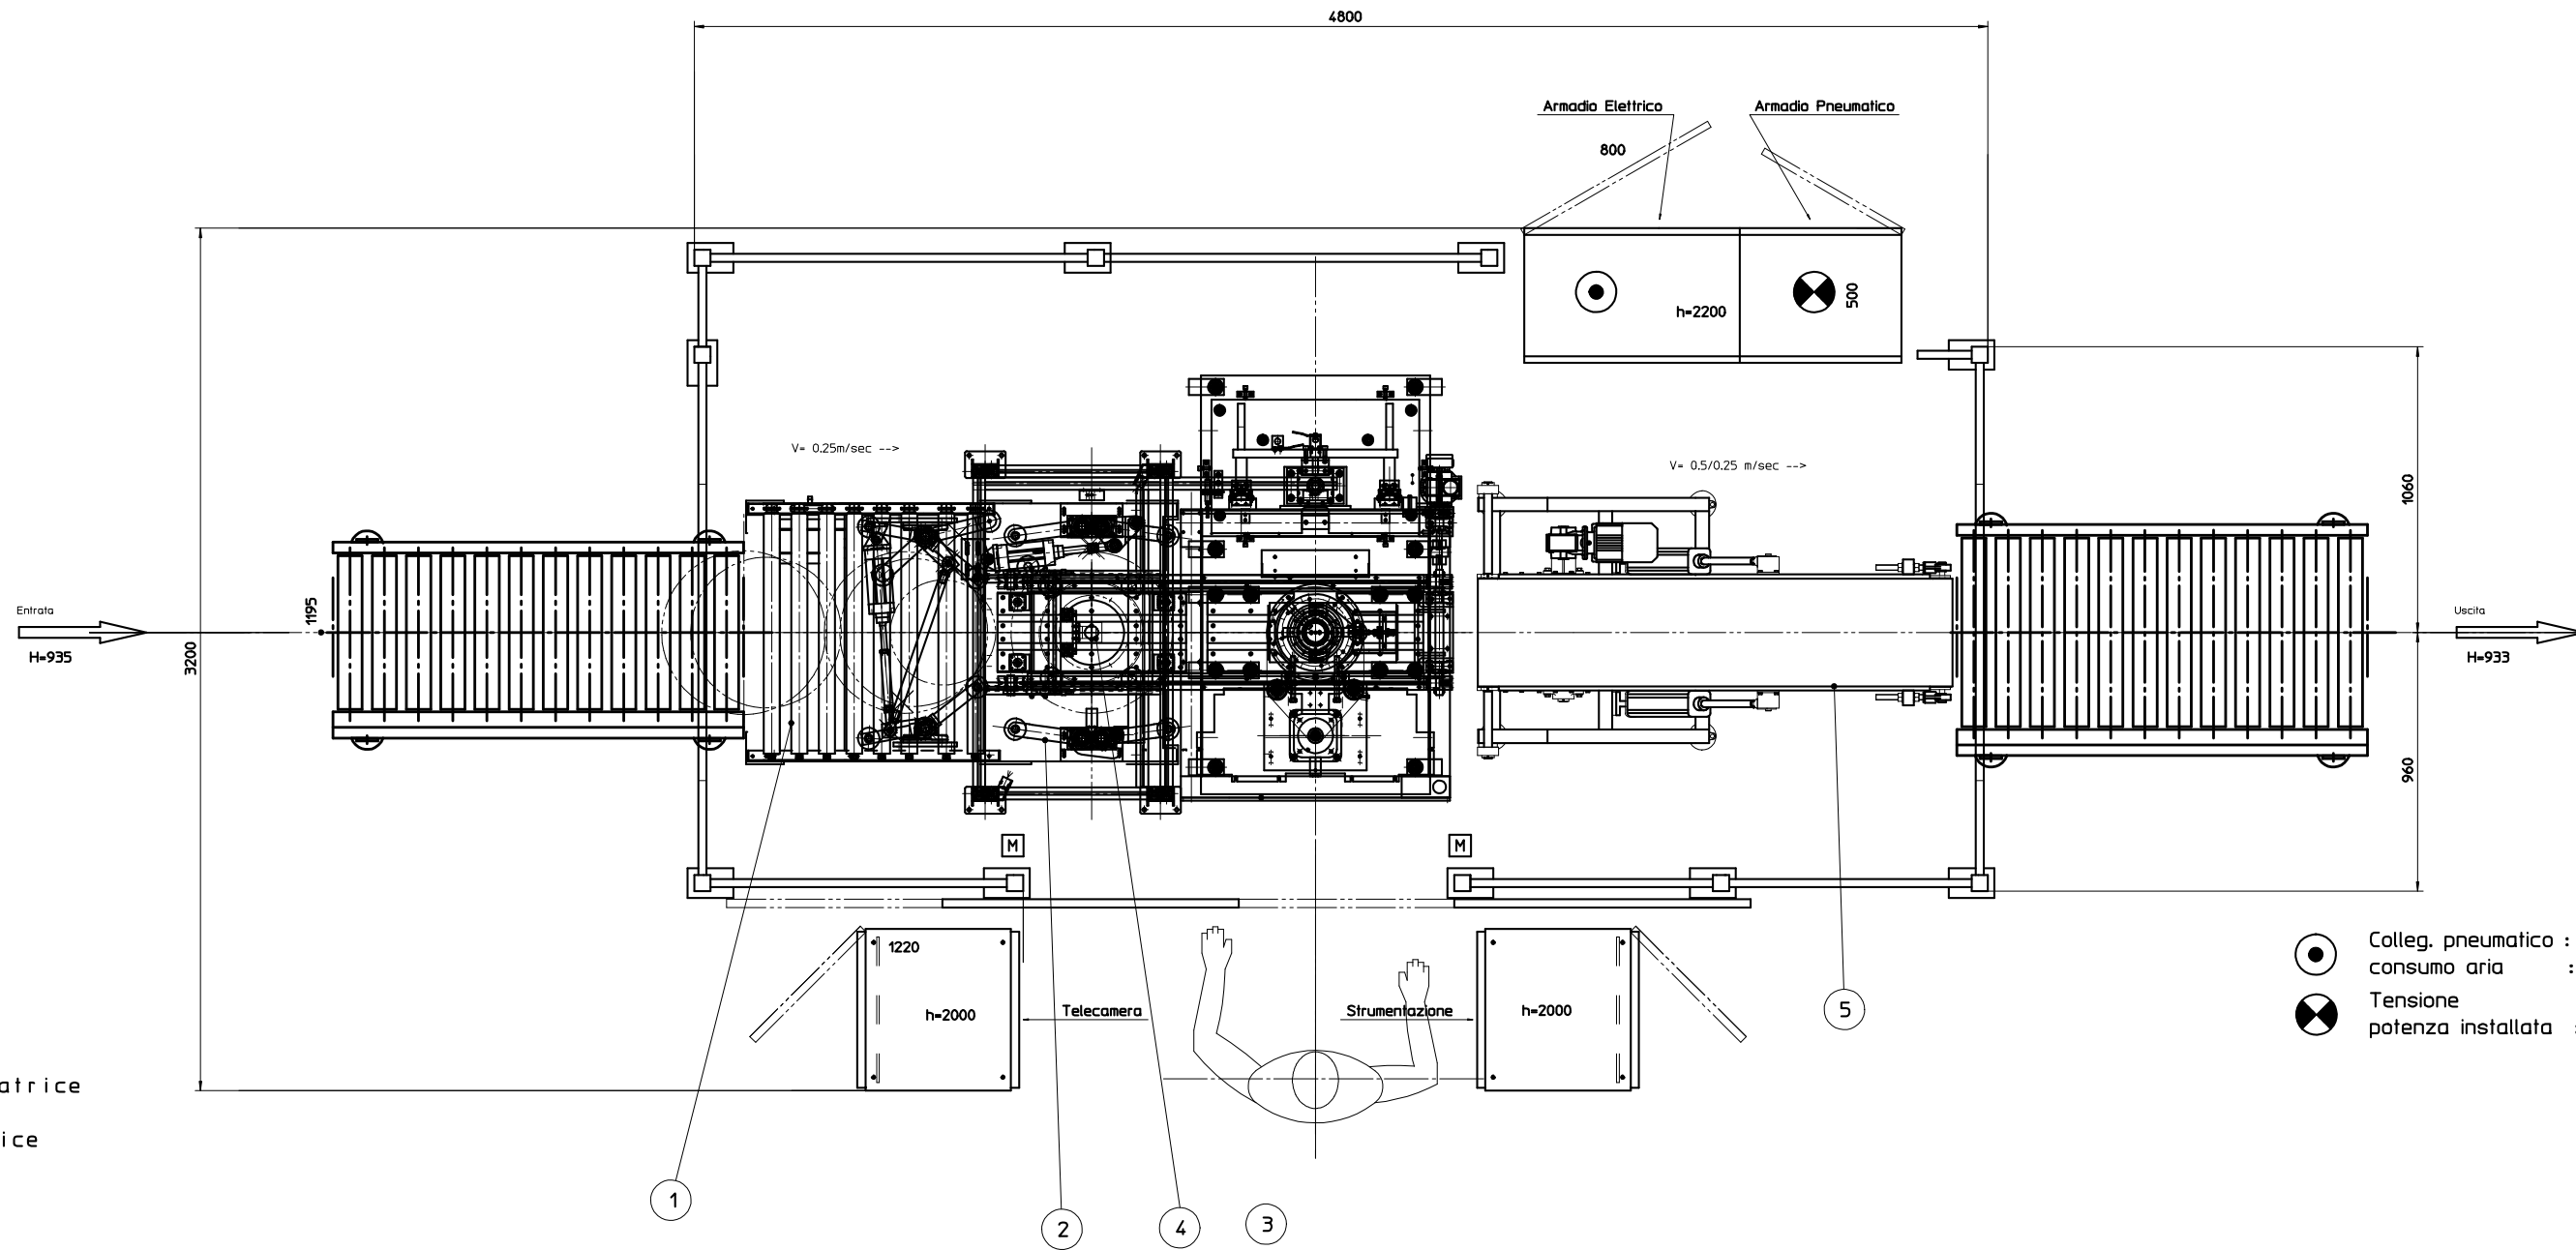 4800
Armadio Elettrico
Armadio Pneumatico
800
h=2200
500
V= 0.25m/sec -->
V= 0.5/0.25 m/sec -->
1060
Entrata
1195
H=935
3200
Uscita
H=933
960
M
M
1220
h=2000
Telecamera
Strumentazione
h=2000
5
Colleg. pneumatico :
consumo aria :
Tensione
potenza installata :
atrice
ice
1
2
4
3